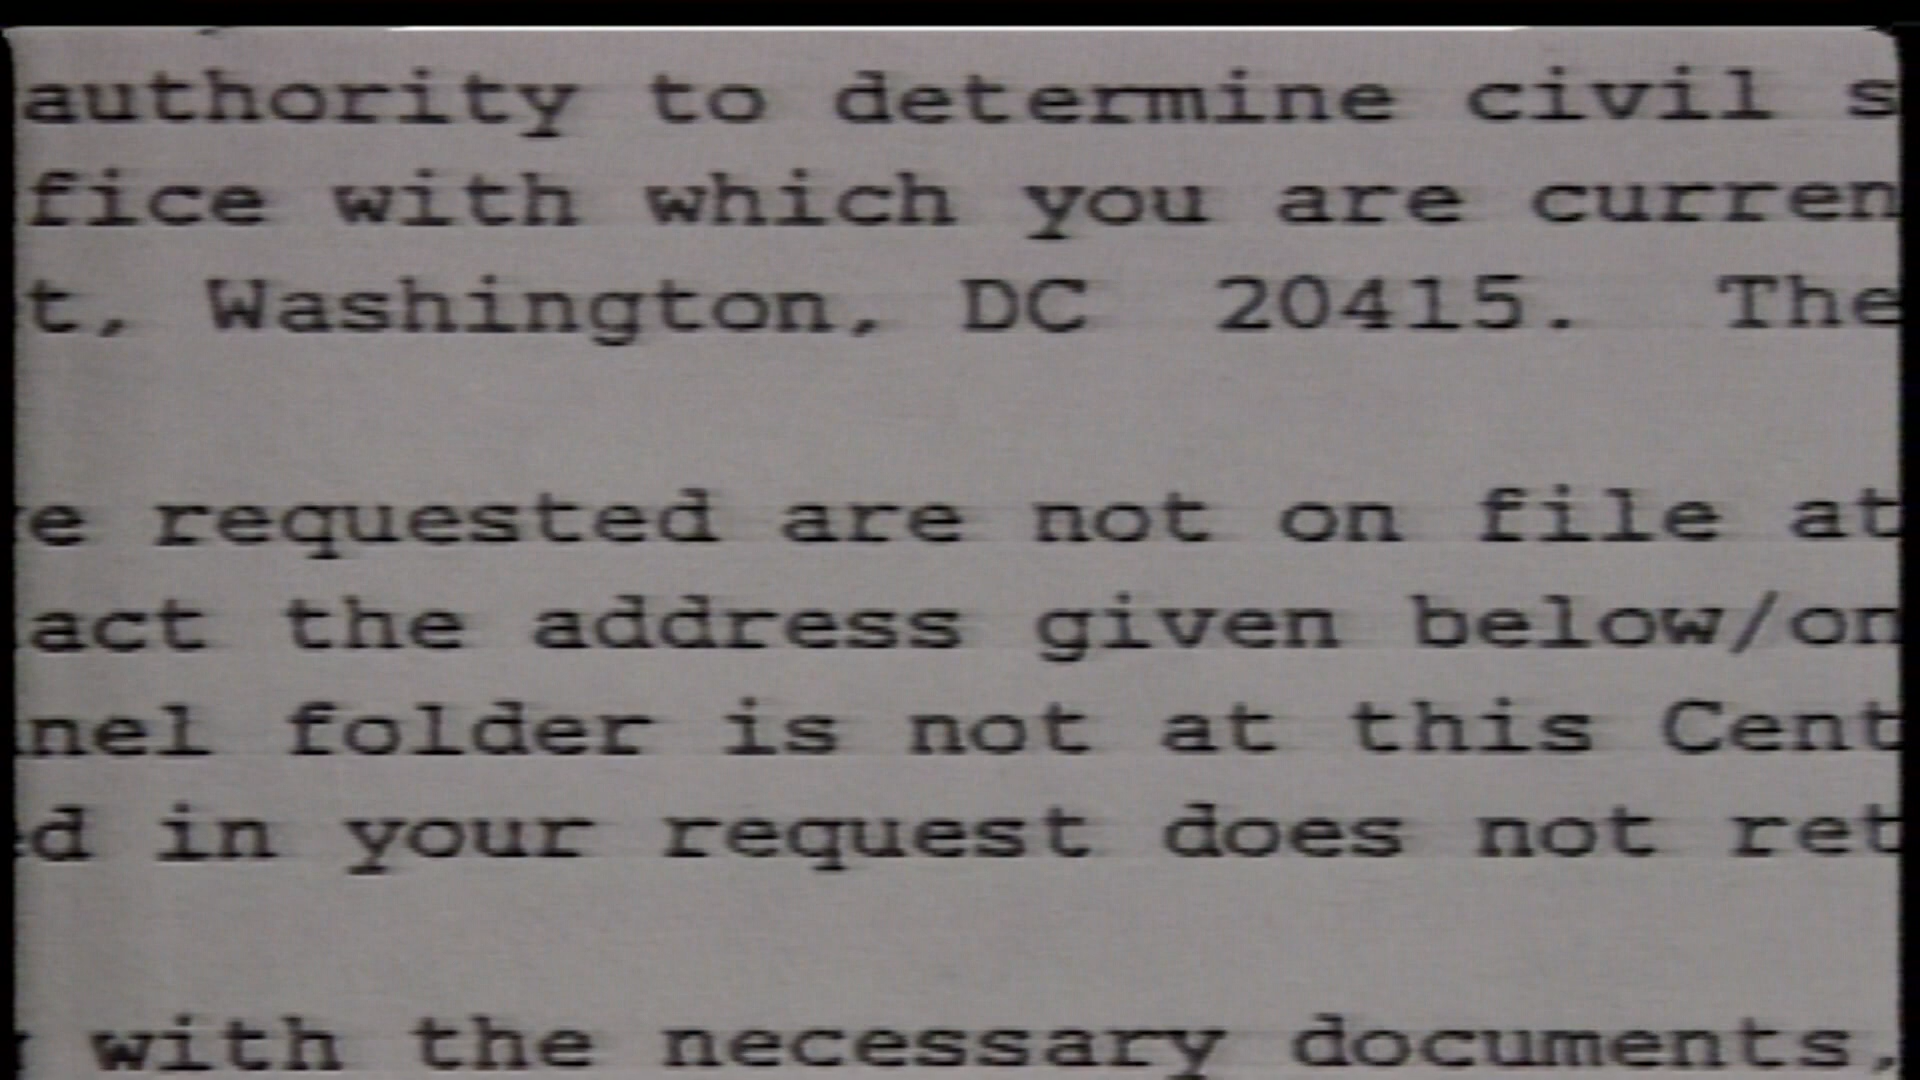 authority to determine civil s
fice with which you are curren
t, Washington, DC 20415. The
e requested are not on file at
act the address given below/on
nel folder is not at this Cent
d in your request does not ret
with the necessary documents,